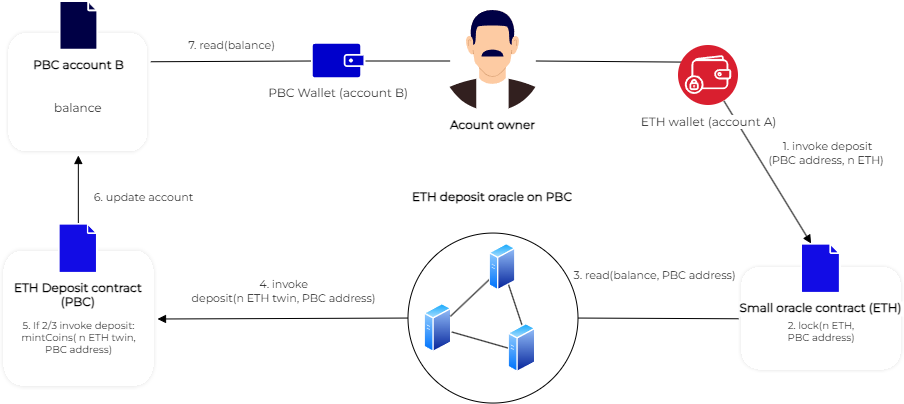 7. read(balance)
PBC account B
balance
PBC Wallet (account B)
Acount owner
ETH wallet (account A)
1. invoke deposit
(PBC address, n ETH)
6. update account
ETH deposit oracle on PBC
ETH Deposit contract
(PBC)
5. If 2/3 invoke deposit:
mintCoins( n ETH twin,
PBC address)
4. invoke
deposit(n ETH twin, PBC address)
3. read(balance, PBC address)
Small oracle contract (ETH)
2. lock(n ETH,
PBC address)